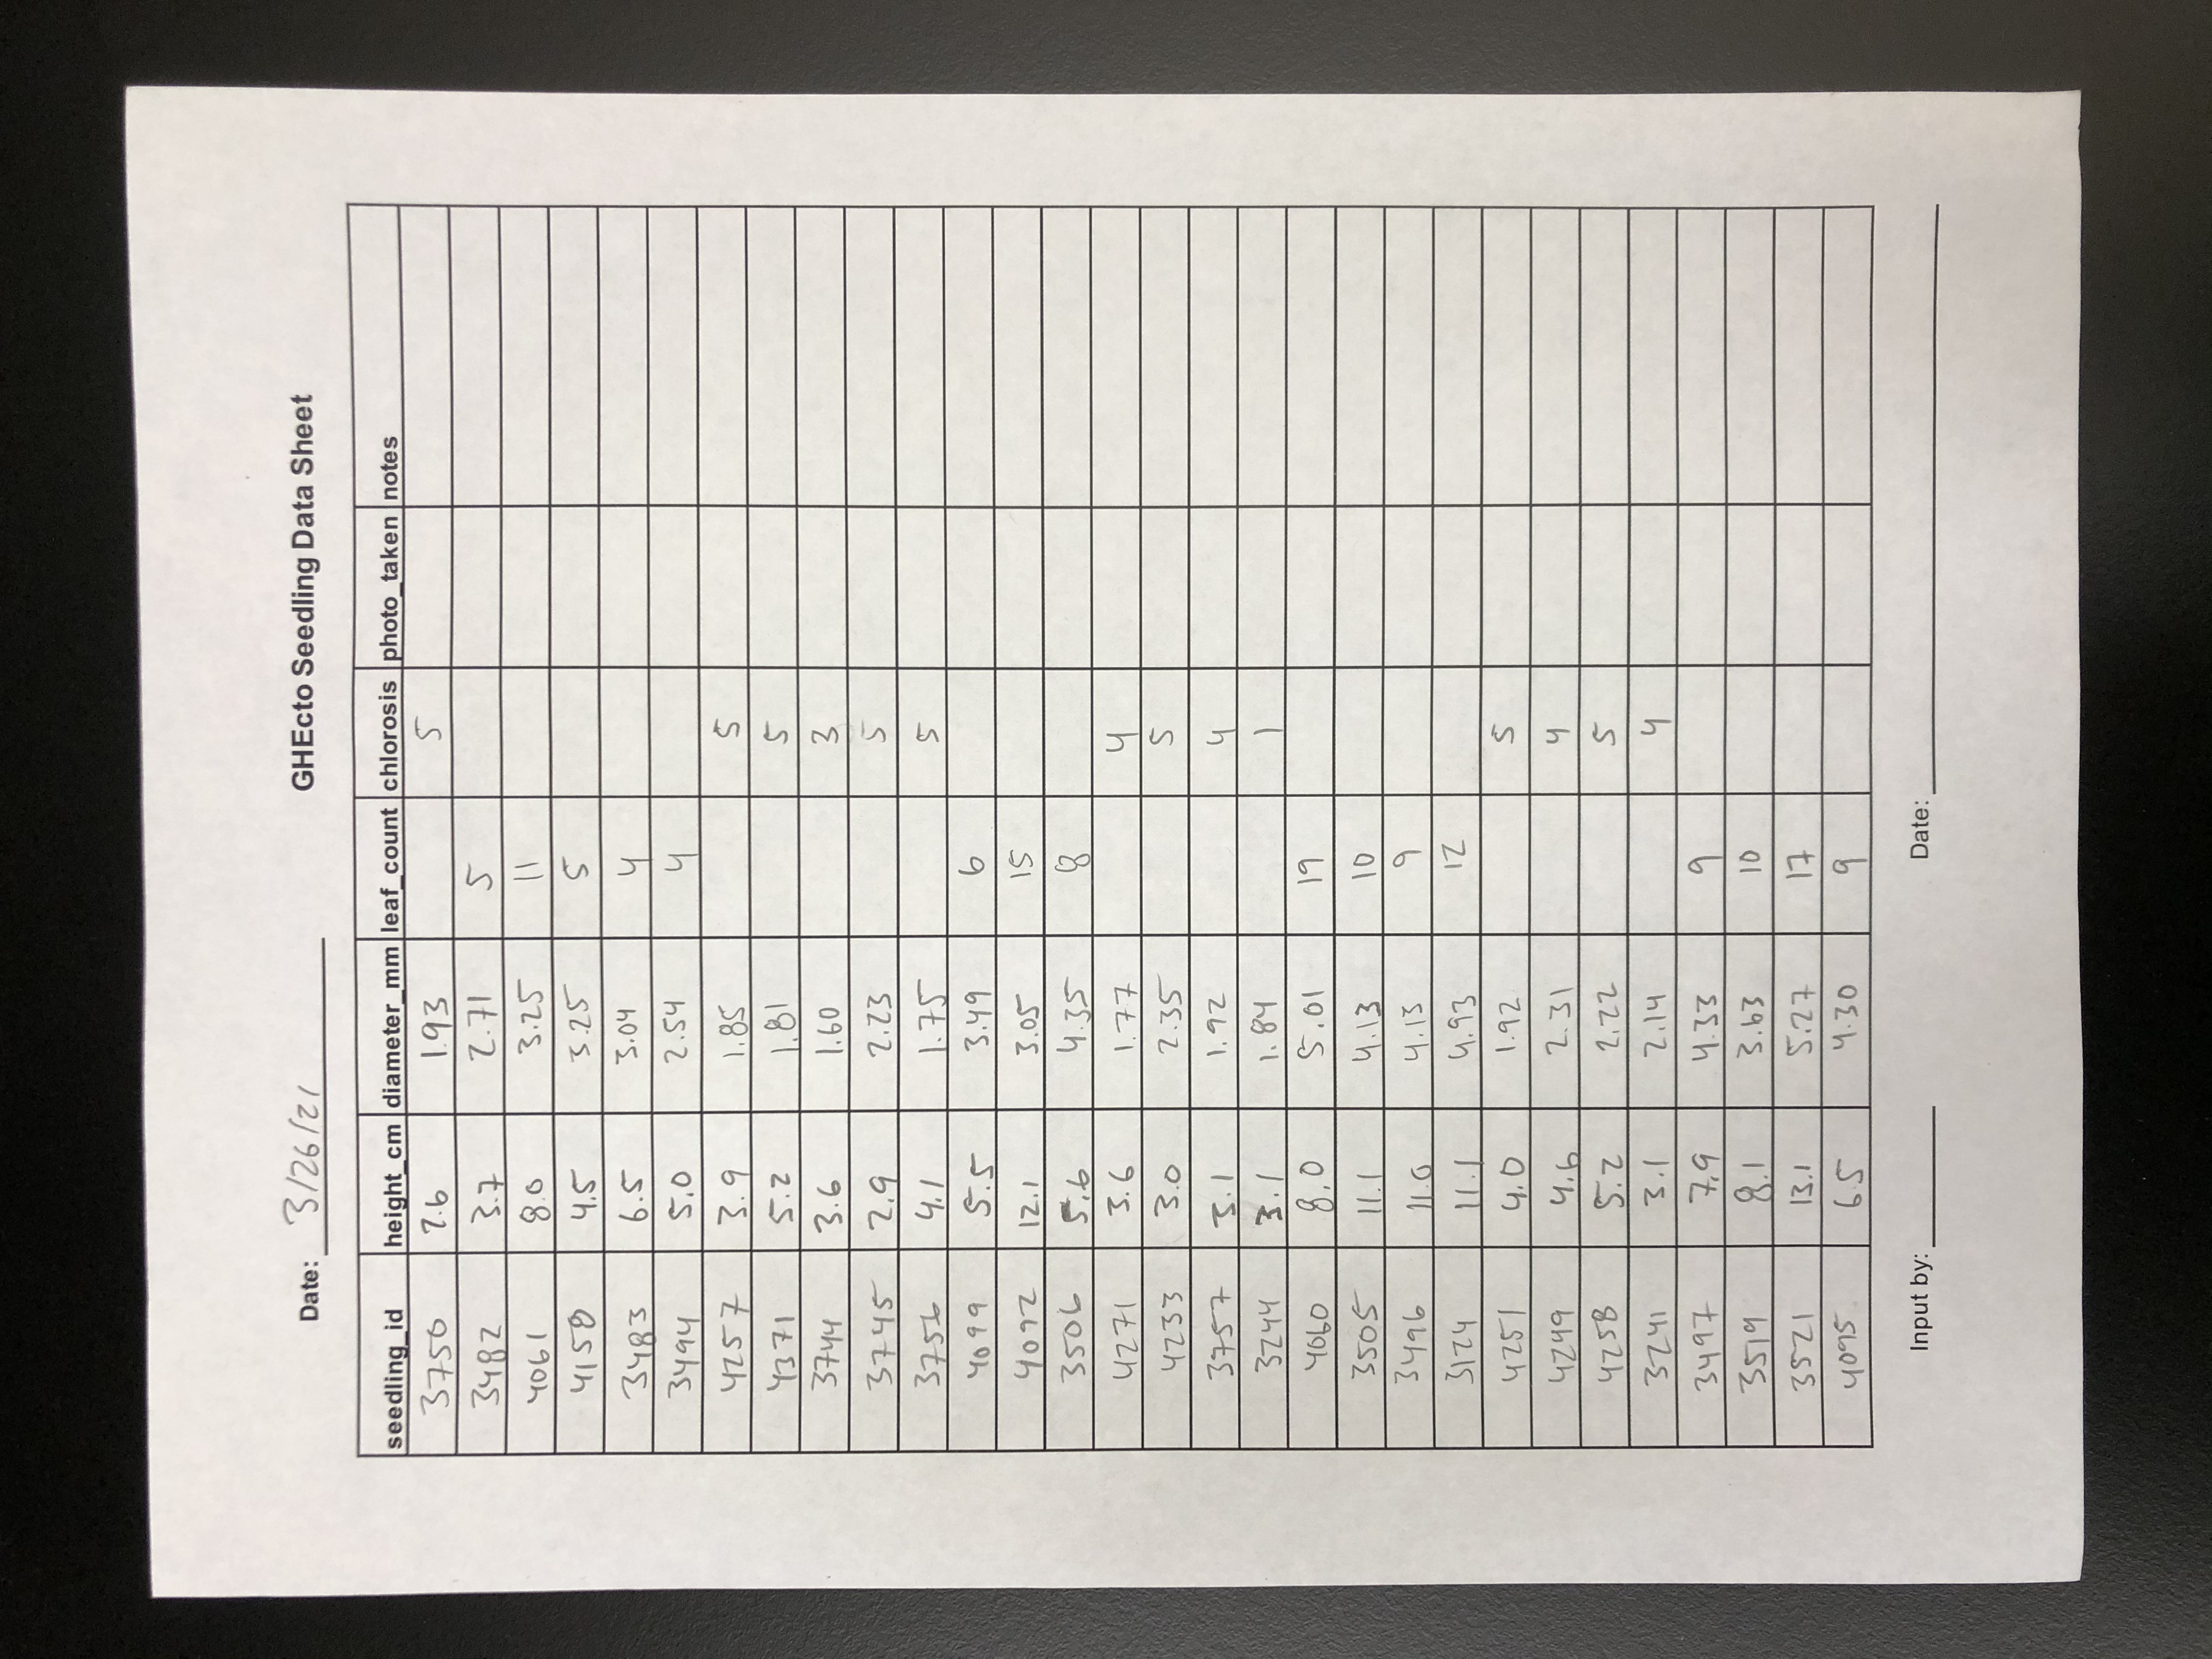 Date: 3/26/21 GHEcto Seedling Data Sheet
seedling_id height_cm diameter_mm leaf_count chlorosis photo_taken notes
3750 2.6 1.93 5
3482 3.7 2.71 5
4061 8.0 3.25 11
4158 4.5 3.25 5
3483 6.5 3.04 4
3494 5.0 2.54 4
4257 3.9 1.85 5
4371 5.2 1.81 5
3744 3.6 1.60 3
3745 2.9 2.23 5
3756 4.1 1.75 5
4099 5.5 3.49 6
4092 12.1 3.05 15
3506 5.6 4.35 8
4271 3.6 1.77 4
4233 3.0 2.35 5
3757 3.1 1.92 4
3244 3.1 1.84 1
4060 8.0 5.01 19
3505 11.1 4.13 10
3496 11.0 4.13 9
3124 11.1 4.93 12
4251 4.0 1.92 5
4249 4.6 2.31 4
4258 5.2 2.22 5
3241 3.1 2.14 4
3497 7.9 4.33 9
3519 8.1 3.63 10
3521 13.1 5.27 17
4095 6.5 4.30 9
Input by: Date: